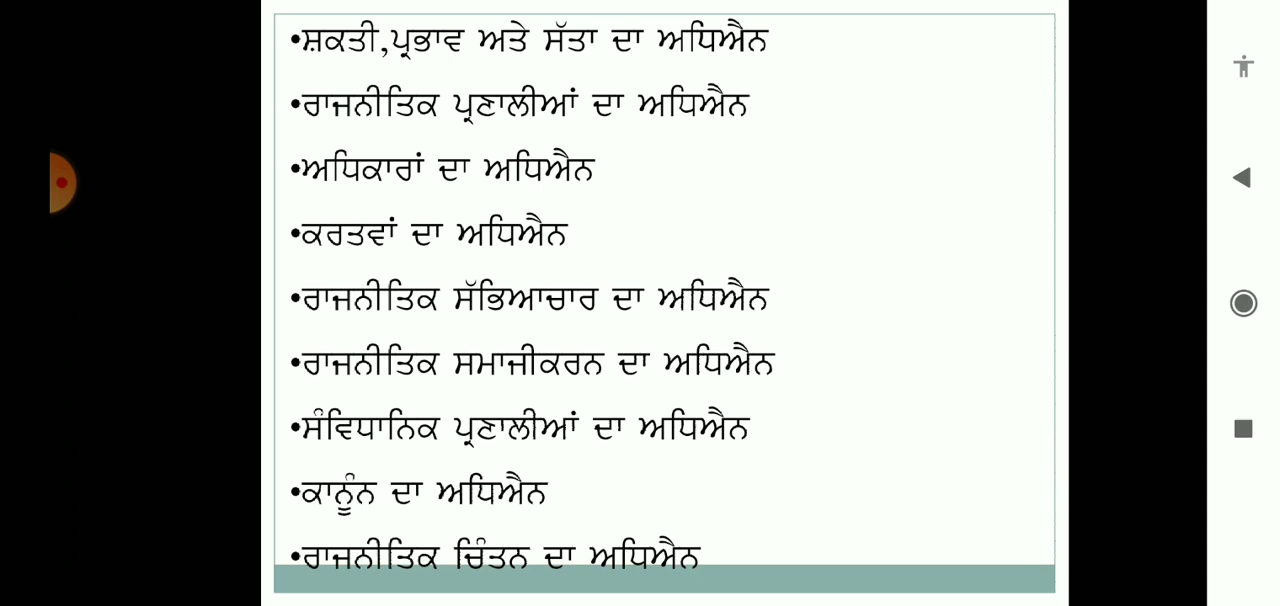 •ਸ਼ਕਤੀ,ਪ੍ਰਭਾਵ ਅਤੇ ਸੱਤਾ ਦਾ ਅਧਿਐਨ
•ਰਾਜਨੀਤਿਕ ਪ੍ਰਣਾਲੀਆਂ ਦਾ ਅਧਿਐਨ
•ਅਧਿਕਾਰਾਂ ਦਾ ਅਧਿਐਨ
•ਕਰਤਵਾਂ ਦਾ ਅਧਿਐਨ
•ਰਾਜਨੀਤਿਕ ਸੱਭਿਆਚਾਰ ਦਾ ਅਧਿਐਨ
•ਰਾਜਨੀਤਿਕ ਸਮਾਜੀਕਰਨ ਦਾ ਅਧਿਐਨ
•ਸੰਵਿਧਾਨਿਕ ਪ੍ਰਣਾਲੀਆਂ ਦਾ ਅਧਿਐਨ
•ਕਾਨੂੰਨ ਦਾ ਅਧਿਐਨ
•ਰਾਜਨੀਤਿਕ ਚਿੰਤਨ ਦਾ ਅਧਿਐਨ